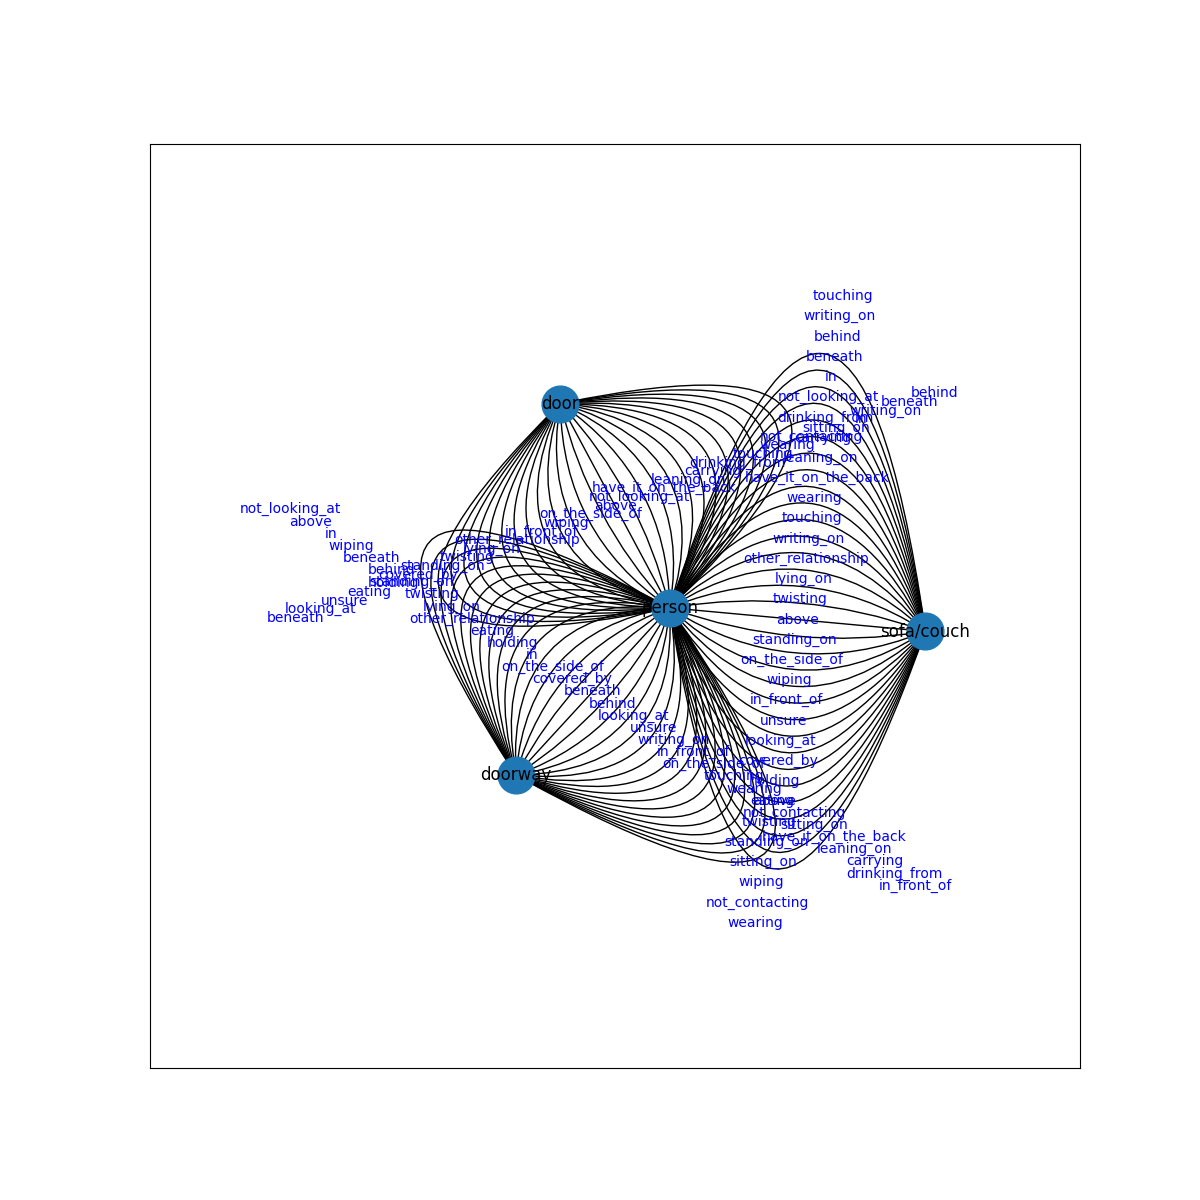 touching
writing_on
behind
beneath
in
behind
not_looking_at
beneath
door
writing_on
drinking_from
in
sitting_on
not_contacting
wearing
touching
leaning_on
drinking_from
carrying
leaning_on
have_it_on_the_back
have_it_on_the_back
not_looking_at
wearing
above
not_looking_at
on_the_side_of
touching
above
wiping
in_front_of
in
other_relationship
writing_on
wiping
lying_on
twisting
other_relationship
beneath
standing_on
behind
covered_by
lying_on
eating
twisting
twisting
unsure
lying_on
looking_at
person
beneath
other_relationship
above
eating
sofa/couch
holding
standing_on
in
on_the_side_of
on_the_side_of
covered_by
wiping
beneath
behind
in_front_of
looking_at
unsure
unsure
writing_on
looking_at
in_front_of
covered_by
on_the_side_of
doorway
touching
holding
wearing
above
not_contacting
twisting
sitting_on
have_it_on_the_back
standing_on
leaning_on
sitting_on
carrying
drinking_from
wiping
in_front_of
not_contacting
wearing